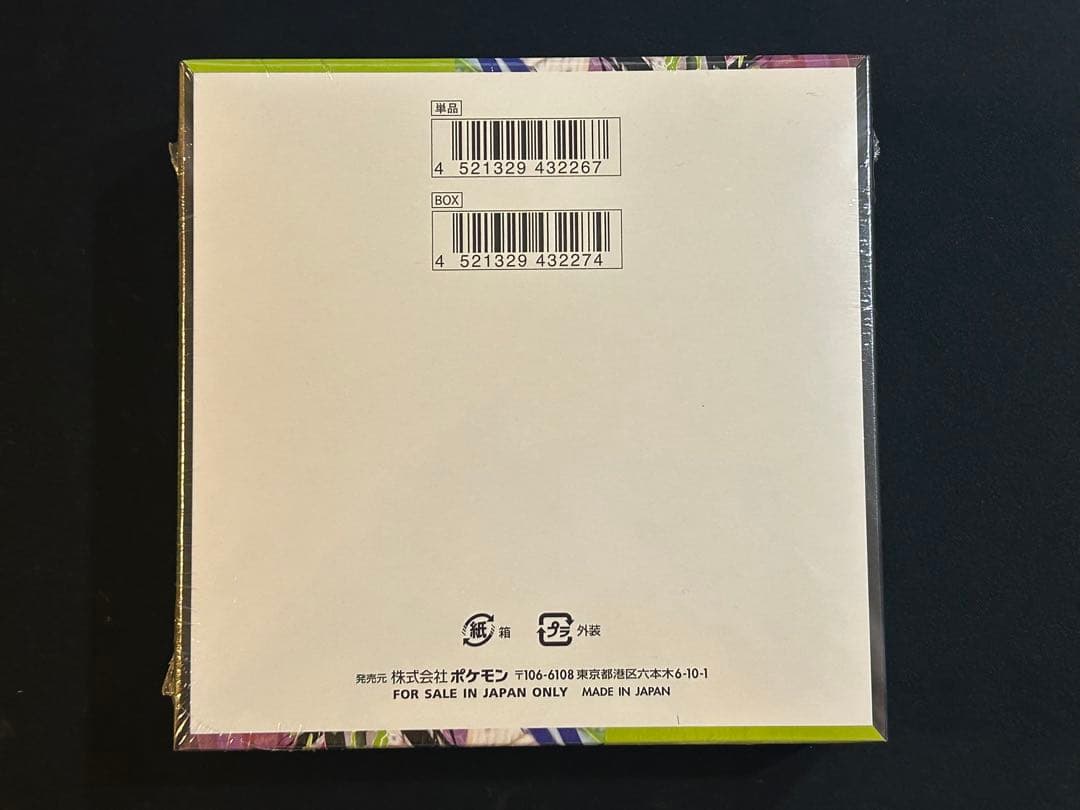 単品
4 521329 432267
BOX
4 521329 432274
紙 箱 プラ 外装
発売元 株式会社ポケモン 〒106-6108 東京都港区六本木6-10-1
FOR SALE IN JAPAN ONLY MADE IN JAPAN